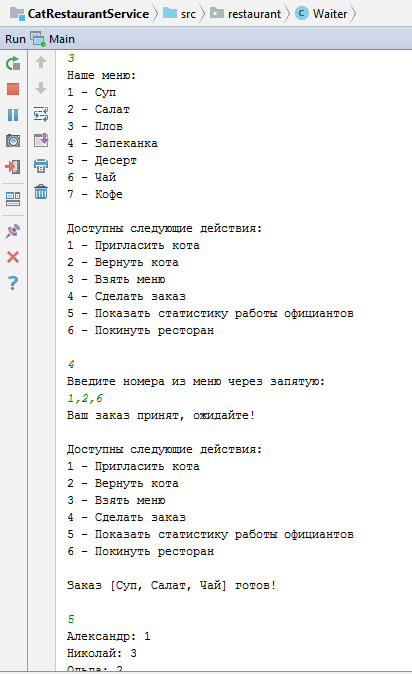 CatRestaurantService src restaurant Waiter
Run Main
3
Наше меню:
1 - Суп
2 - Салат
3 - Плов
4 - Запеканка
5 - Десерт
6 - Чай
7 - Кофе
Доступны следующие действия:
1 - Пригласить кота
2 - Вернуть кота
3 - Взять меню
4 - Сделать заказ
5 - Показать статистику работы официантов
6 - Покинуть ресторан
4
Введите номера из меню через запятую:
1,2,6
Ваш заказ принят, ожидайте!
Доступны следующие действия:
1 - Пригласить кота
2 - Вернуть кота
3 - Взять меню
4 - Сделать заказ
5 - Показать статистику работы официантов
6 - Покинуть ресторан
Заказ [Суп, Салат, Чай] готов!
5
Александр: 1
Николай: 3
Ольга: 2